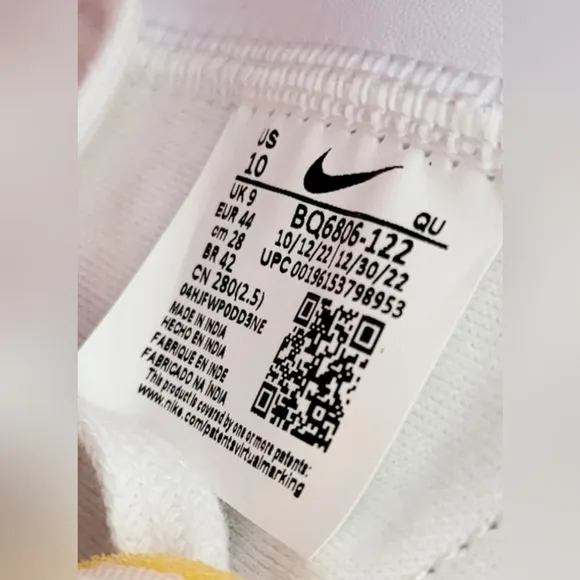 US
10
UK 9
EUR 44
cm 28
BR 42
CN 280(2.5)
QU
BQ6806-122
10/12/22 12/30/22
UPC 00196153798953
04HJFWP0DD3NE
MADE IN INDIA
HECHO EN INDIA
FABRIQUE EN INDE
FABRICADO NA INDIA
This product is covered by one or more patents:
www.nike.com/patentsvirtualmarking